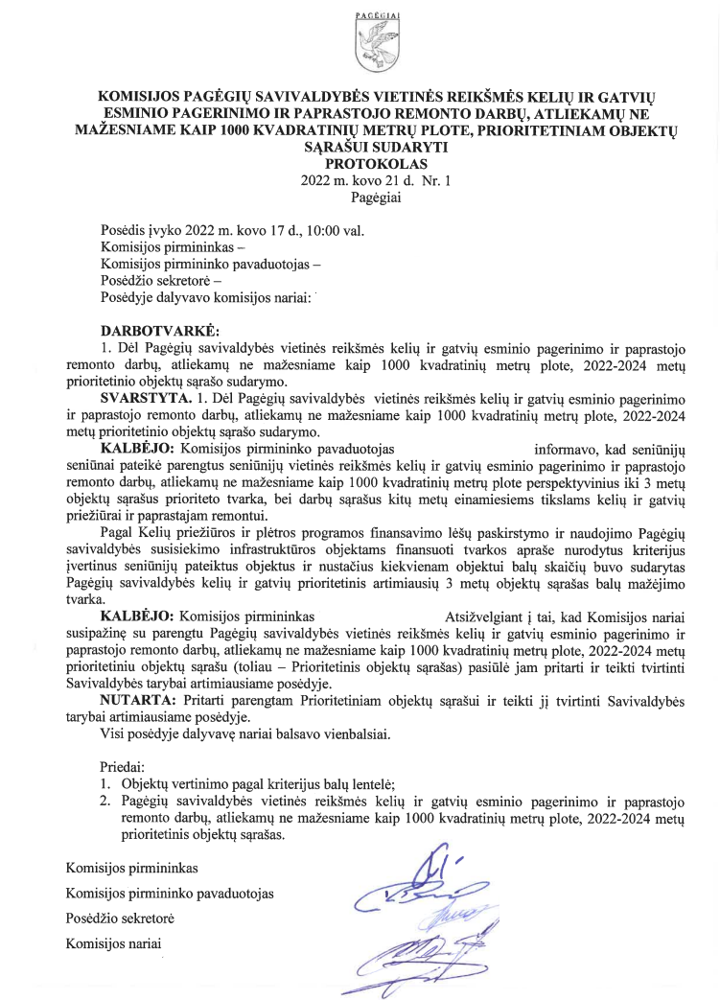 PAGĖGIAI
KOMISIJOS PAGĖGIŲ SAVIVALDYBĖS VIETINĖS REIKŠMĖS KELIŲ IR GATVIŲ
ESMINIO PAGERINIMO IR PAPRASTOJO REMONTO DARBŲ, ATLIEKAMŲ NE
MAŽESNIAME KAIP 1000 KVADRATINIŲ METRŲ PLOTE, PRIORITETINIAM OBJEKTŲ
SĄRAŠUI SUDARYTI
PROTOKOLAS
2022 m. kovo 21 d. Nr. 1
Pagėgiai
Posėdis įvyko 2022 m. kovo 17 d., 10:00 val.
Komisijos pirmininkas –
Komisijos pirmininko pavaduotojas –
Posėdžio sekretorė –
Posėdyje dalyvavo komisijos nariai:
DARBOTVARKĖ:
1. Dėl Pagėgių savivaldybės vietinės reikšmės kelių ir gatvių esminio pagerinimo ir paprastojo
remonto darbų, atliekamų ne mažesniame kaip 1000 kvadratinių metrų plote, 2022-2024 metų
prioritetinio objektų sąrašo sudarymo.
SVARSTYTA. 1. Dėl Pagėgių savivaldybės vietinės reikšmės kelių ir gatvių esminio pagerinimo
ir paprastojo remonto darbų, atliekamų ne mažesniame kaip 1000 kvadratinių metrų plote, 2022-2024
metų prioritetinio objektų sąrašo sudarymo.
KALBĖJO: Komisijos pirmininko pavaduotojas informavo, kad seniūnijų
seniūnai pateikė parengtus seniūnijų vietinės reikšmės kelių ir gatvių esminio pagerinimo ir paprastojo
remonto darbų, atliekamų ne mažesniame kaip 1000 kvadratinių metrų plote perspektyvinius iki 3 metų
objektų sąrašus prioriteto tvarka, bei darbų sąrašus kitų metų einamiesiems tikslams kelių ir gatvių
priežiūrai ir paprastajam remontui.
Pagal Kelių priežiūros ir plėtros programos finansavimo lėšų paskirstymo ir naudojimo Pagėgių
savivaldybės susisiekimo infrastruktūros objektams finansuoti tvarkos apraše nurodytus kriterijus
įvertinus seniūnijų pateiktus objektus ir nustačius kiekvienam objektui balų skaičių buvo sudarytas
Pagėgių savivaldybės kelių ir gatvių prioritetinis artimiausių 3 metų objektų sąrašas balų mažėjimo
tvarka.
KALBĖJO: Komisijos pirmininkas Atsižvelgiant į tai, kad Komisijos nariai
susipažinę su parengtu Pagėgių savivaldybės vietinės reikšmės kelių ir gatvių esminio pagerinimo ir
paprastojo remonto darbų, atliekamų ne mažesniame kaip 1000 kvadratinių metrų plote, 2022-2024 metų
prioritetiniu objektų sąrašu (toliau – Prioritetinis objektų sąrašas) pasiūlė jam pritarti ir teikti tvirtinti
Savivaldybės tarybai artimiausiame posėdyje.
NUTARTA: Pritarti parengtam Prioritetiniam objektų sąrašui ir teikti jį tvirtinti Savivaldybės
tarybai artimiausiame posėdyje.
Visi posėdyje dalyvavę nariai balsavo vienbalsiai.
Priedai:
1. Objektų vertinimo pagal kriterijus balų lentelė;
2. Pagėgių savivaldybės vietinės reikšmės kelių ir gatvių esminio pagerinimo ir paprastojo
remonto darbų, atliekamų ne mažesniame kaip 1000 kvadratinių metrų plote, 2022-2024 metų
prioritetinis objektų sąrašas.
Komisijos pirmininkas
Komisijos pirmininko pavaduotojas
Posėdžio sekretorė
Komisijos nariai